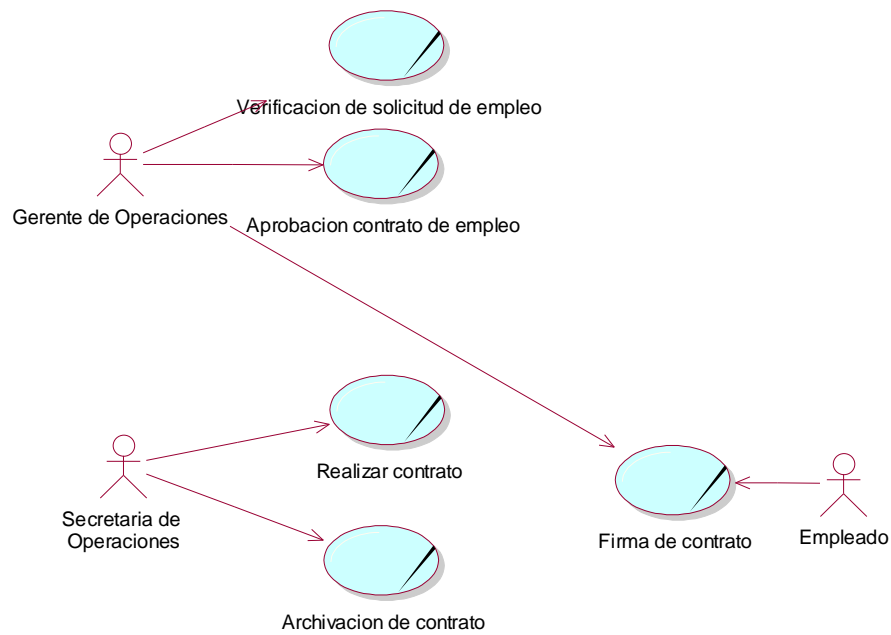 Verificacion de solicitud de empleo
Gerente de Operaciones
Aprobacion contrato de empleo
Realizar contrato
Secretaria de
Operaciones
Firma de contrato
Empleado
Archivacion de contrato